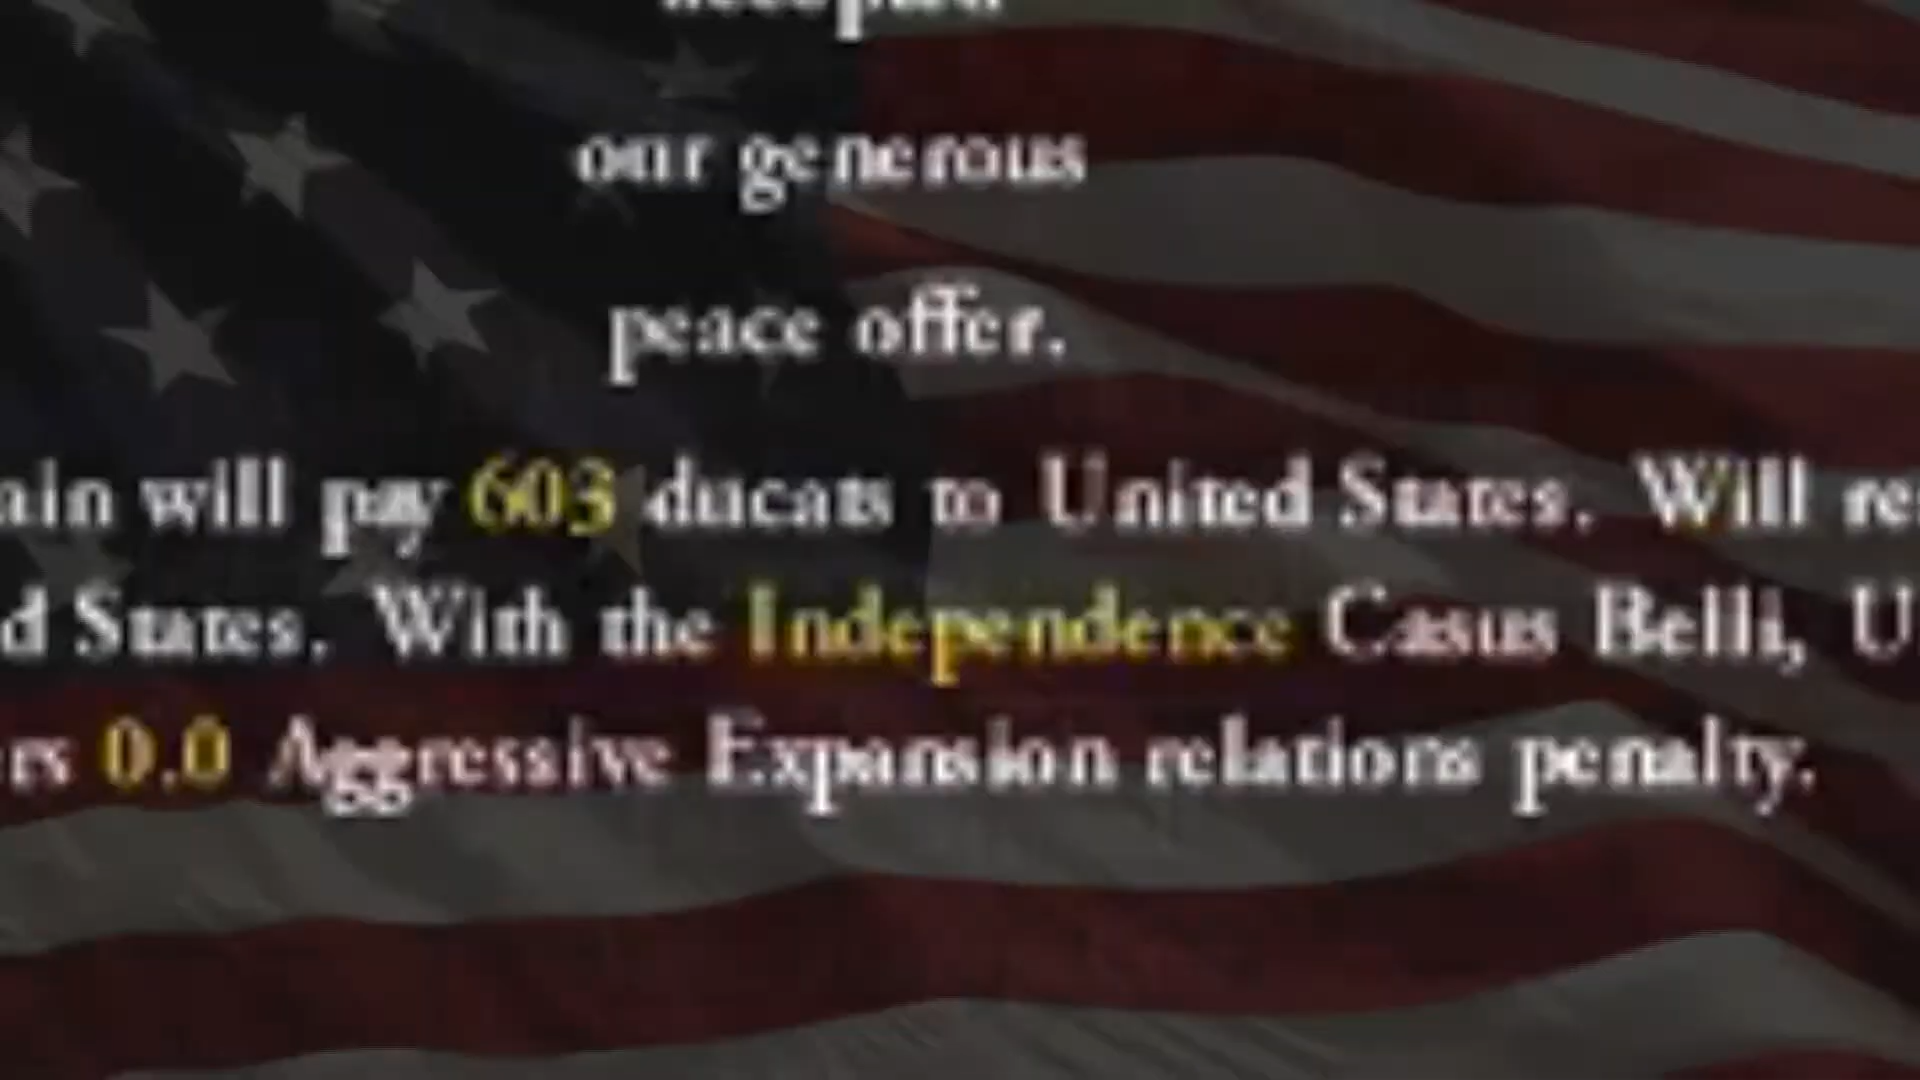 our generous
peace offer.
ain will pay 603 ducats to United States. Will re
d States. With the Independence Casus Belli, U
rs 0.0 Aggressive Expansion relations penalty.